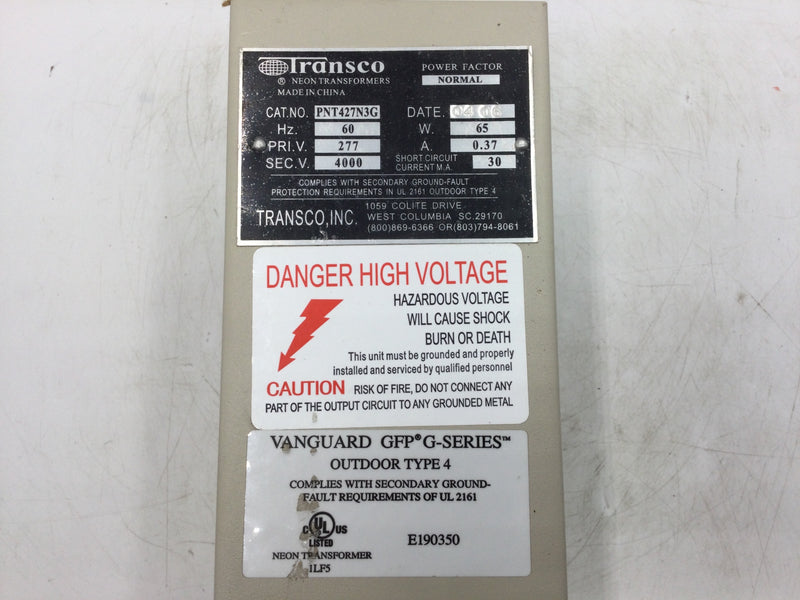 Transco
® NEON TRANSFORMERS
MADE IN CHINA
POWER FACTOR
NORMAL
CAT.NO. PNT427N3G DATE.
Hz. 60 W. 65
PRI.V. 277 A. 0.37
SEC.V. 4000 SHORT CIRCUIT CURRENT M.A. 30
COMPLIES WITH SECONDARY GROUND-FAULT
PROTECTION REQUIREMENTS IN UL 2161 OUTDOOR TYPE 4
TRANSCO,INC.
1059 COLITE DRIVE
WEST COLUMBIA SC.29170
(800)869-6366 OR(803)794-8061
DANGER HIGH VOLTAGE
HAZARDOUS VOLTAGE
WILL CAUSE SHOCK
BURN OR DEATH
This unit must be grounded and properly
installed and serviced by qualified personnel
CAUTION RISK OF FIRE, DO NOT CONNECT ANY
PART OF THE OUTPUT CIRCUIT TO ANY GROUNDED METAL
VANGUARD GFP® G-SERIES™
OUTDOOR TYPE 4
COMPLIES WITH SECONDARY GROUND-
FAULT REQUIREMENTS OF UL 2161
C UL US
LISTED
E190350
NEON TRANSFORMER
1LF5